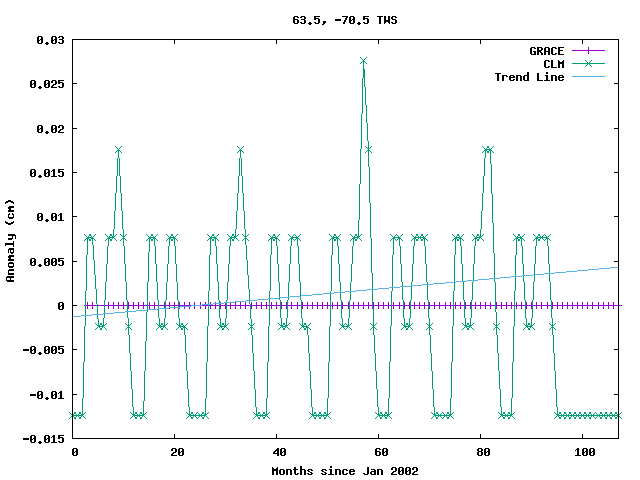 63.5, -70.5 TWS
GRACE
CLM
Trend Line
0.03
0.025
0.02
0.015
0.01
0.005
0
-0.005
-0.01
-0.015
Anomaly (cm)
0 20 40 60 80 100
Months since Jan 2002